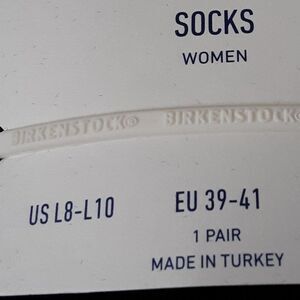 SOCKS
WOMEN
BIRKENSTOCK® BIRKENSTOCK®
US L8-L10 EU 39-41
1 PAIR
MADE IN TURKEY